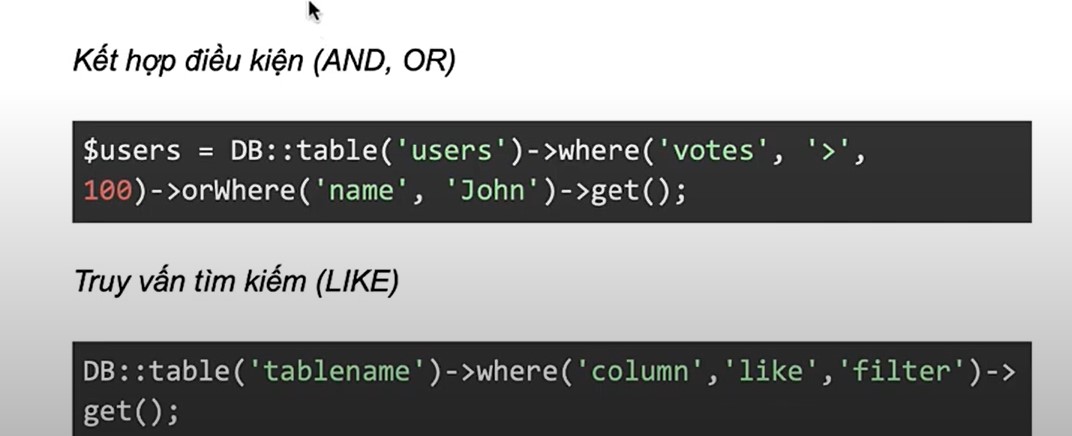 Kết hợp điều kiện (AND, OR)
$users = DB::table('users')->where('votes', '>',
100)->orWhere('name', 'John')->get();
Truy vấn tìm kiếm (LIKE)
DB::table('tablename')->where('column','like','filter')->
get();